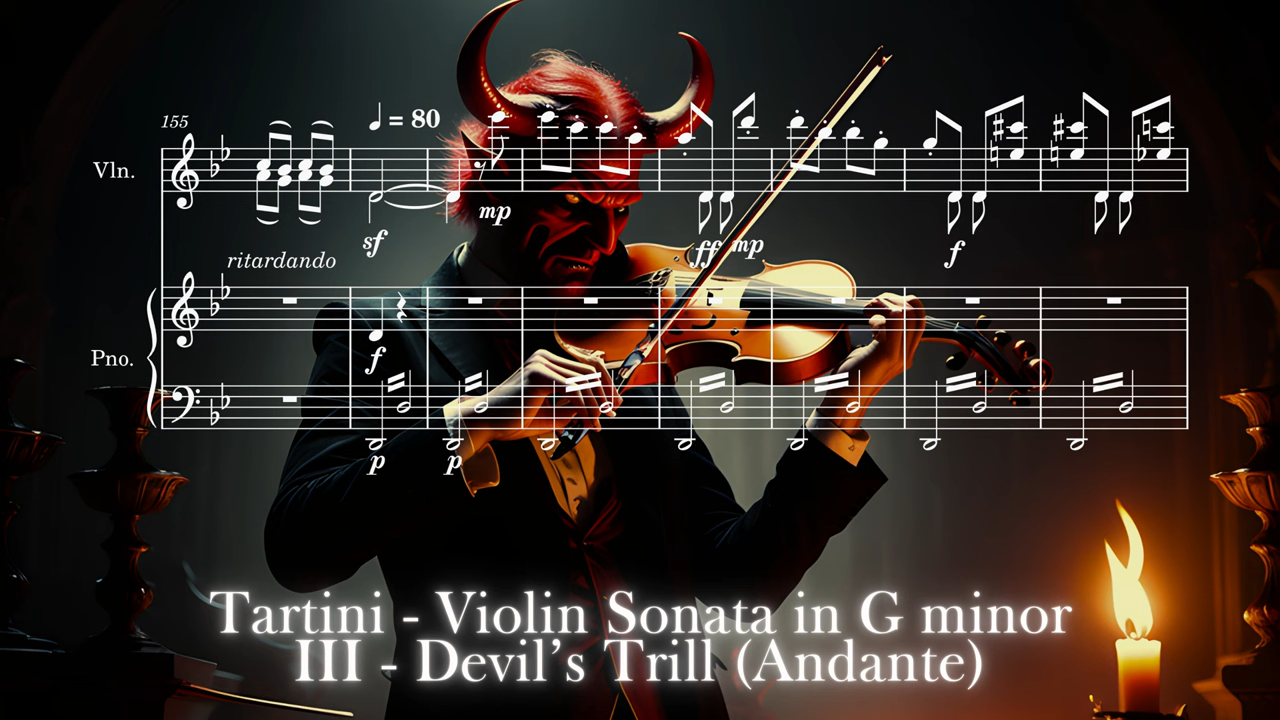 155
♩ = 80
Vln.
sf
mp
ff mp
f
ritardando
Pno.
f
p p
Tartini - Violin Sonata in G minor
III - Devil’s Trill (Andante)